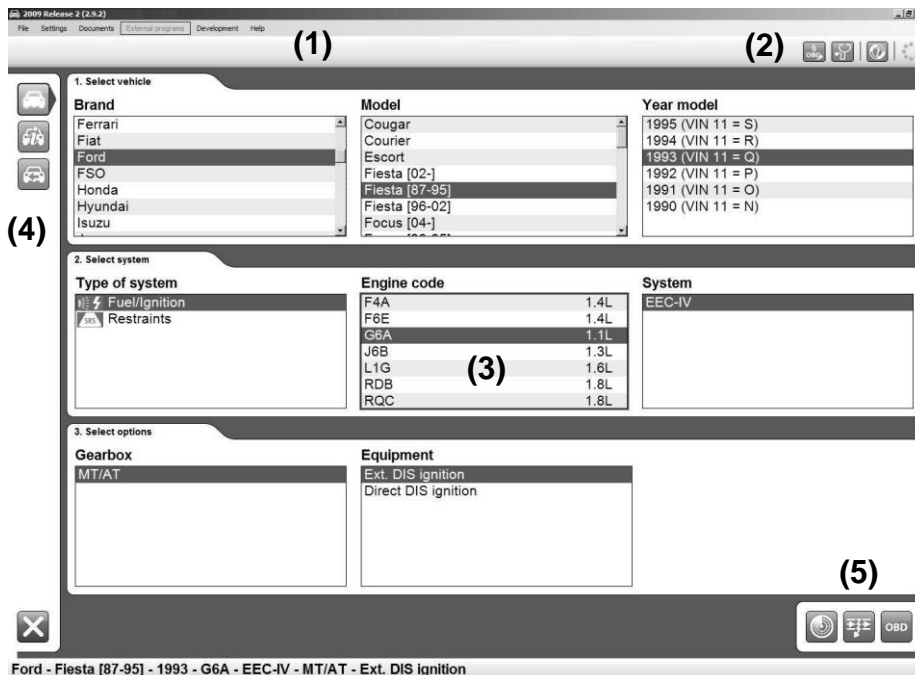 2009 Release 2 (2.9.2)
File Settings Documents External programs Development Help
(1)
(2)
1. Select vehicle
Brand Model Year model
Ferrari Cougar 1995 (VIN 11 = S)
Fiat Courier 1994 (VIN 11 = R)
Ford Escort 1993 (VIN 11 = Q)
FSO Fiesta [02-] 1992 (VIN 11 = P)
Honda Fiesta [87-95] 1991 (VIN 11 = O)
Hyundai Fiesta [96-02] 1990 (VIN 11 = N)
Isuzu Focus [04-]
(4)
2. Select system
Type of system Engine code System
Fuel/Ignition F4A 1.4L EEC-IV
SRS Restraints F6E 1.4L
G6A 1.1L
J6B 1.3L
L1G 1.6L
(3)
RDB 1.8L
RQC 1.8L
3. Select options
Gearbox Equipment
MT/AT Ext. DIS ignition
Direct DIS ignition
(5)
OBD
Ford - Fiesta [87-95] - 1993 - G6A - EEC-IV - MT/AT - Ext. DIS ignition